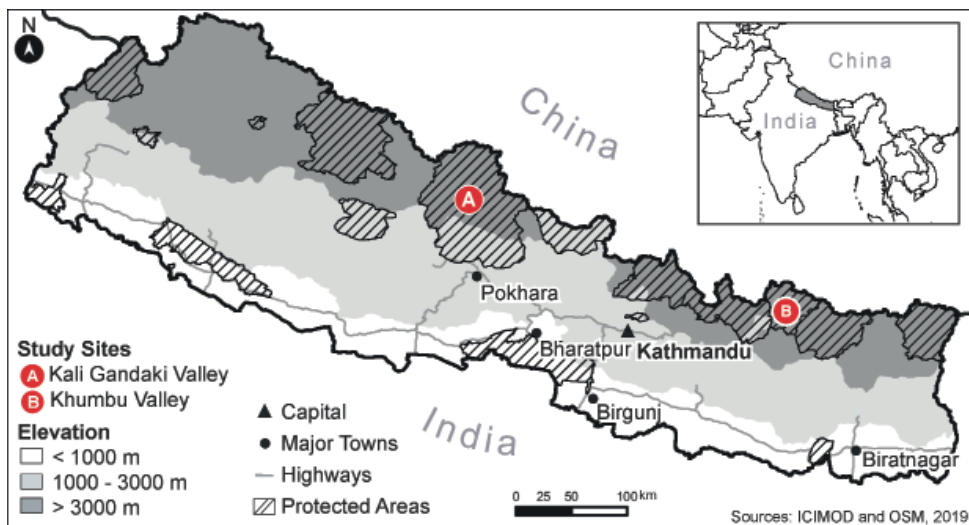 N
China
China
India
A
B
Pokhara
Bharatpur
Kathmandu
Birgunj
India
Biratnagar
Study Sites
A Kali Gandaki Valley
B Khumbu Valley
Elevation
< 1000 m
1000 - 3000 m
> 3000 m
Capital
Major Towns
Highways
Protected Areas
0 25 50 100 km
Sources: ICIMOD and OSM, 2019